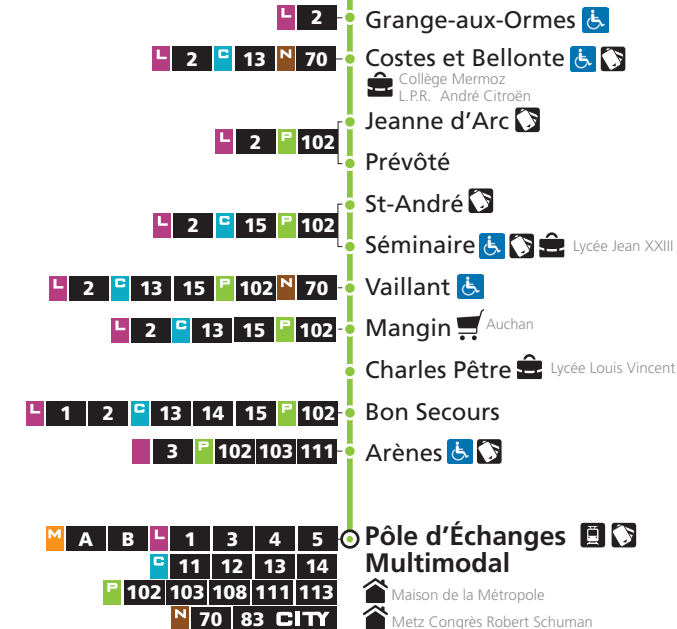 L 2 Grange-aux-Ormes
L 2 C 13 N 70 Costes et Bellonte
Collège Mermoz
L.P.R. André Citroën
Jeanne d'Arc
L 2 P 102
Prévôté
St-André
L 2 C 15 P 102
Séminaire Lycée Jean XXIII
L 2 C 13 15 P 102 N 70 Vaillant
L 2 C 13 15 P 102 Mangin Auchan
Charles Pêtre Lycée Louis Vincent
L 1 2 C 13 14 15 P 102 Bon Secours
3 P 102 103 111 Arènes
M A B L 1 3 4 5 Pôle d'Échanges
C 11 12 13 14 Multimodal
P 102 103 108 111 113 Maison de la Métropole
N 70 83 CITY Metz Congrès Robert Schuman